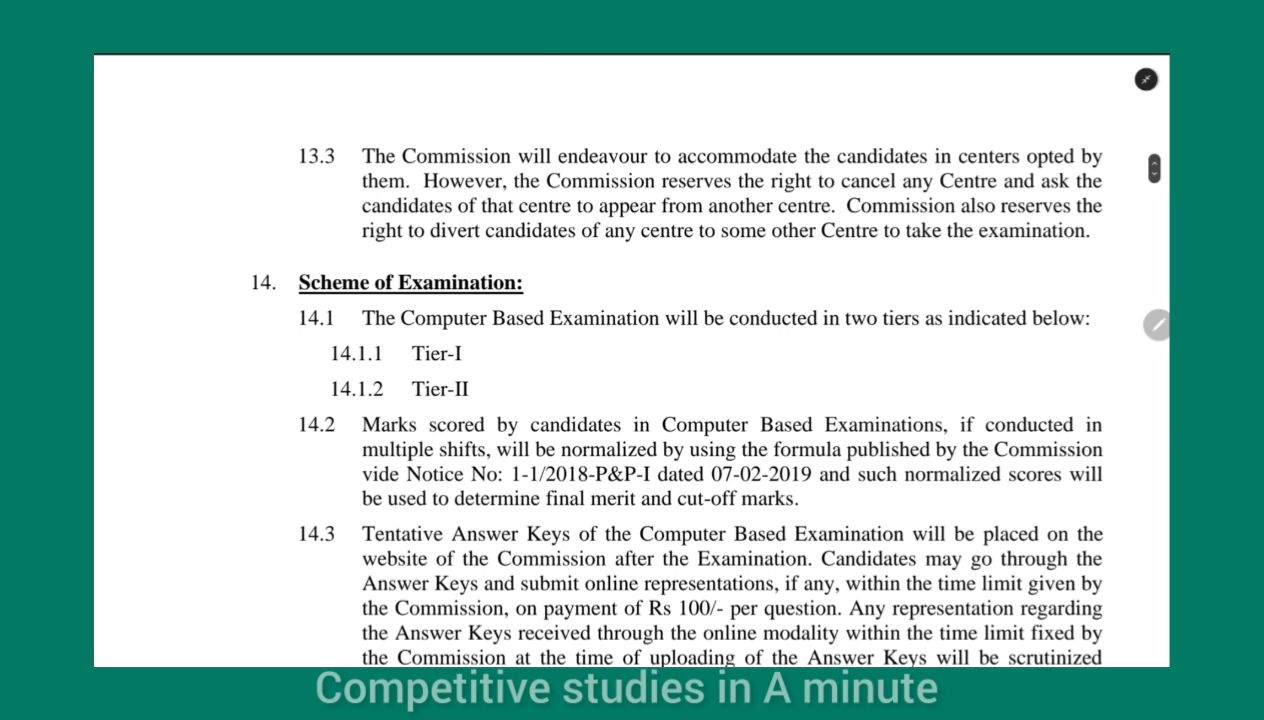 13.3 The Commission will endeavour to accommodate the candidates in centers opted by
them. However, the Commission reserves the right to cancel any Centre and ask the
candidates of that centre to appear from another centre. Commission also reserves the
right to divert candidates of any centre to some other Centre to take the examination.
14. Scheme of Examination:
14.1 The Computer Based Examination will be conducted in two tiers as indicated below:
14.1.1 Tier-I
14.1.2 Tier-II
14.2 Marks scored by candidates in Computer Based Examinations, if conducted in
multiple shifts, will be normalized by using the formula published by the Commission
vide Notice No: 1-1/2018-P&P-I dated 07-02-2019 and such normalized scores will
be used to determine final merit and cut-off marks.
14.3 Tentative Answer Keys of the Computer Based Examination will be placed on the
website of the Commission after the Examination. Candidates may go through the
Answer Keys and submit online representations, if any, within the time limit given by
the Commission, on payment of Rs 100/- per question. Any representation regarding
the Answer Keys received through the online modality within the time limit fixed by
the Commission at the time of uploading of the Answer Keys will be scrutinized
Competitive studies in A minute